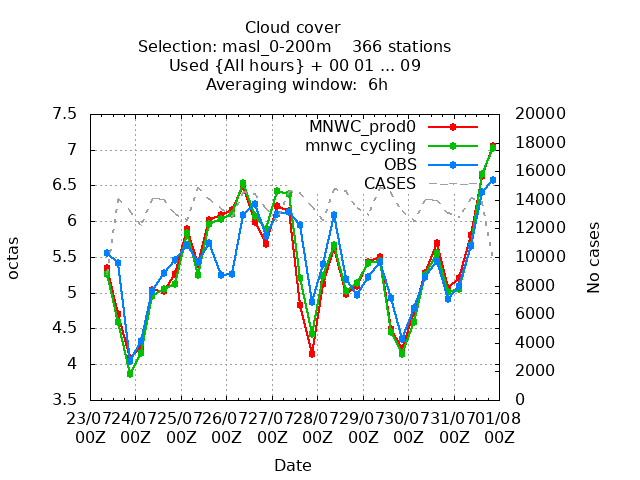 Cloud cover
Selection: masl_0-200m    366 stations
Used {All hours} + 00 01 ... 09
Averaging window:  6h
7.5
7
6.5
6
5.5
5
4.5
4
3.5
octas
MNWC_prod0
mnwc_cycling
OBS
CASES
20000
18000
16000
14000
12000
10000
8000
6000
4000
2000
0
No cases
23/07 24/07 25/07 26/07 27/07 28/07 29/07 30/07 31/07 01/08
00Z 00Z 00Z 00Z 00Z 00Z 00Z 00Z 00Z 00Z
Date